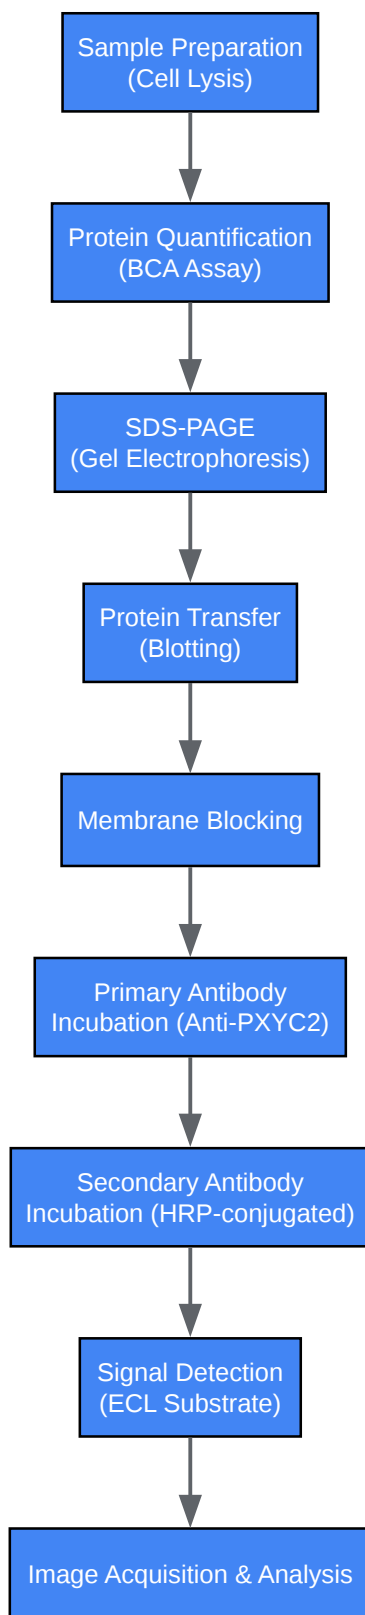 Sample Preparation
(Cell Lysis)
Protein Quantification
(BCA Assay)
SDS-PAGE
(Gel Electrophoresis)
Protein Transfer
(Blotting)
Membrane Blocking
Primary Antibody
Incubation (Anti-PXYC2)
Secondary Antibody
Incubation (HRP-conjugated)
Signal Detection
(ECL Substrate)
Image Acquisition & Analysis